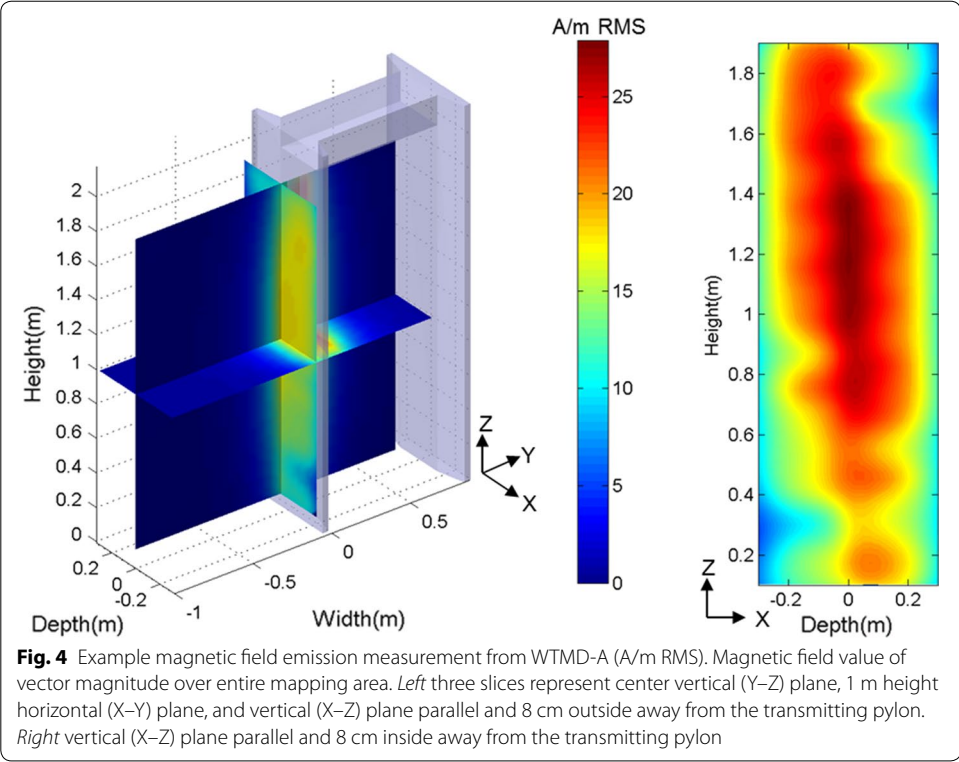 A/m RMS
25
20
15
10
5
0
Height(m)
2
1.8
1.6
1.4
1.2
1
0.8
0.6
0.4
0.2
0
0.2
0
-0.2
Depth(m)
-1
-0.5
0
0.5
Width(m)
Z
Y
X
Height(m)
1.8
1.6
1.4
1.2
1
0.8
0.6
0.4
0.2
-0.2
0
0.2
Depth(m)
Z
X
Fig. 4 Example magnetic field emission measurement from WTMD-A (A/m RMS). Magnetic field value of
vector magnitude over entire mapping area. Left three slices represent center vertical (Y–Z) plane, 1 m height
horizontal (X–Y) plane, and vertical (X–Z) plane parallel and 8 cm outside away from the transmitting pylon.
Right vertical (X–Z) plane parallel and 8 cm inside away from the transmitting pylon